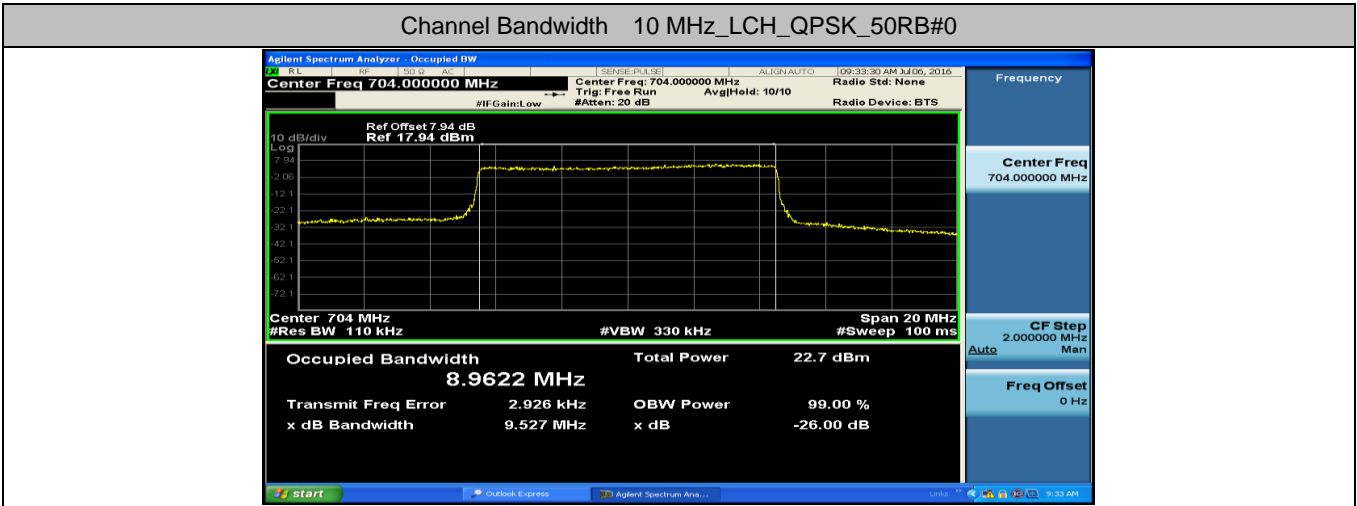 Channel Bandwidth 10 MHz_LCH_QPSK_50RB#0
Agilent Spectrum Analyzer - Occupied BW
LXI RL RF 50 Ω AC SENSE:PULSE ALIGN AUTO 09:33:30 AM Jul 06, 2016
Center Freq 704.000000 MHz
Center Freq: 704.000000 MHz
Radio Std: None
Trig: Free Run Avg|Hold: 10/10
#IFGain:Low #Atten: 20 dB Radio Device: BTS
Frequency
Ref Offset 7.94 dB
10 dB/div Ref 17.94 dBm
Log
7.94
-2.06
-12.1
-22.1
-32.1
-42.1
-52.1
-62.1
-72.1
Center Freq
704.000000 MHz
Center 704 MHz Span 20 MHz
#Res BW 110 kHz #VBW 330 kHz #Sweep 100 ms
CF Step
2.000000 MHz
Auto Man
Occupied Bandwidth Total Power 22.7 dBm
8.9622 MHz
Freq Offset
0 Hz
Transmit Freq Error 2.926 kHz OBW Power 99.00 %
x dB Bandwidth 9.527 MHz x dB -26.00 dB
start Outlook Express Agilent Spectrum Ana... Links » 9:33 AM